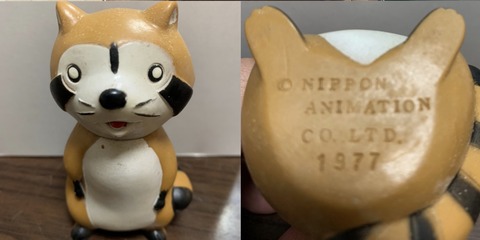 © NIPPON
ANIMATION
CO. LTD.
1977